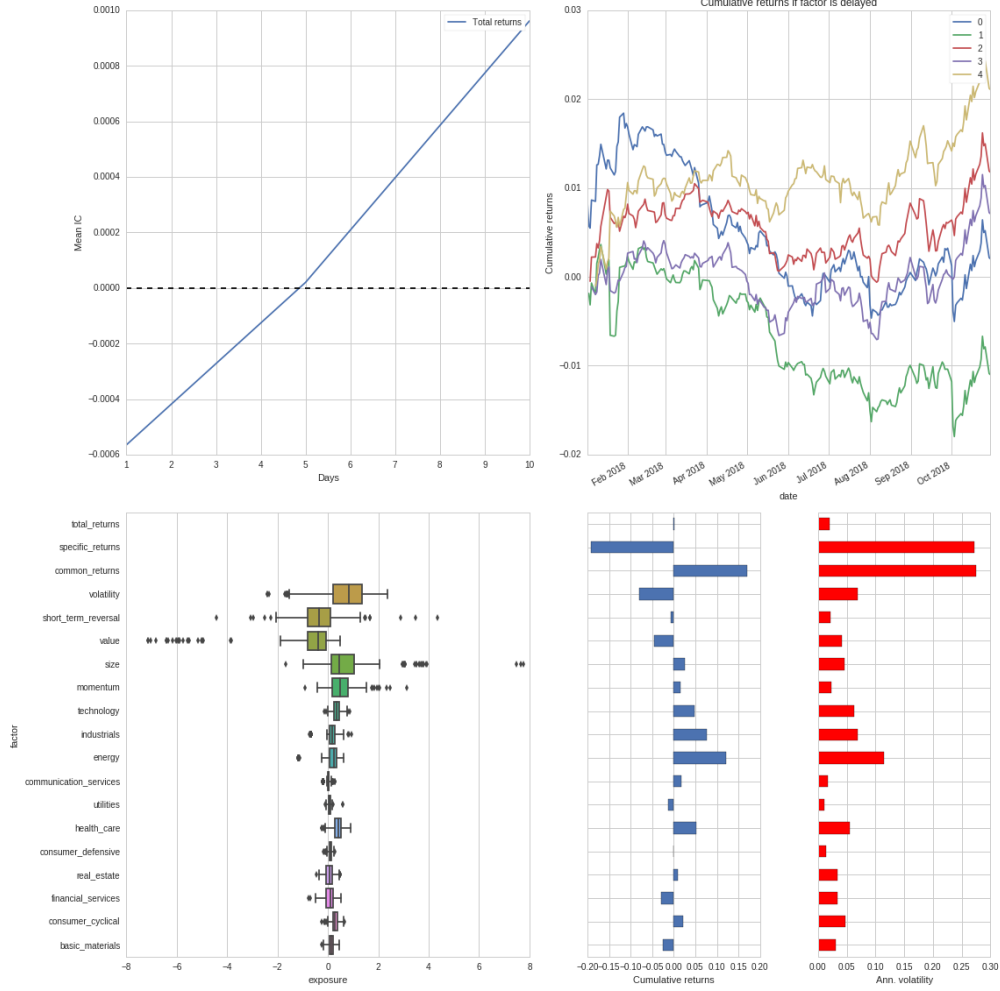 Cumulative returns if factor is delayed
0.0010
0.0008
0.0006
0.0004
0.0002
0.0000
−0.0002
−0.0004
−0.0006
Mean IC
Total returns
1 2 3 4 5 6 7 8 9 10
Days
0.03
0.02
0.01
0.00
−0.01
−0.02
Cumulative returns
0
1
2
3
4
Feb 2018 Mar 2018 Apr 2018 May 2018 Jun 2018 Jul 2018 Aug 2018 Sep 2018 Oct 2018
date
factor
total_returns
specific_returns
common_returns
volatility
short_term_reversal
value
size
momentum
technology
industrials
energy
communication_services
utilities
health_care
consumer_defensive
real_estate
financial_services
consumer_cyclical
basic_materials
−8 −6 −4 −2 0 2 4 6 8
exposure
−0.20 −0.15 −0.10 −0.05 0.00 0.05 0.10 0.15 0.20
Cumulative returns
0.00 0.05 0.10 0.15 0.20 0.25 0.30
Ann. volatility